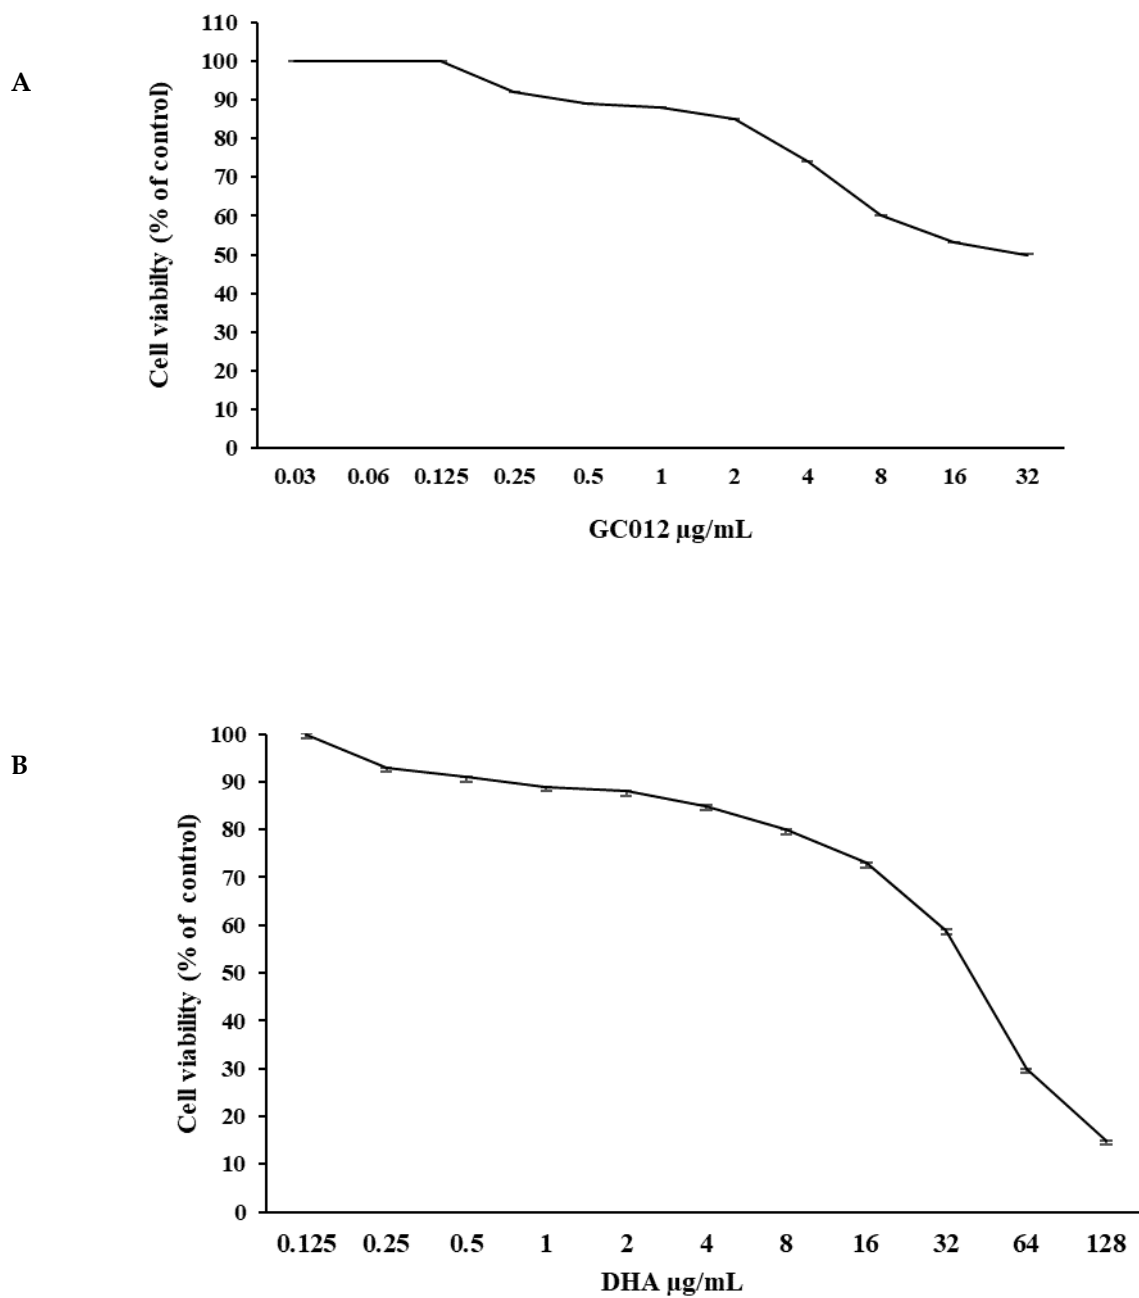 A
Cell viabilty (% of control)
110
100
90
80
70
60
50
40
30
20
10
0
0.03 0.06 0.125 0.25 0.5 1 2 4 8 16 32
GC012 µg/mL
B
Cell viability (% of control)
100
90
80
70
60
50
40
30
20
10
0
0.125 0.25 0.5 1 2 4 8 16 32 64 128
DHA µg/mL